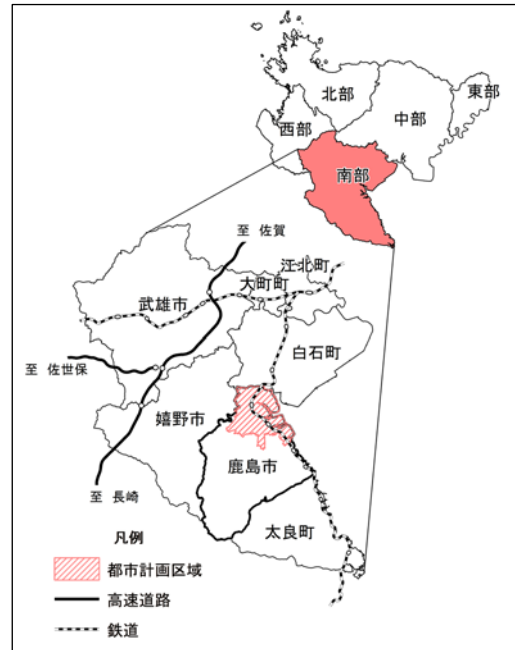 北部
東部
中部
西部
南部
至 佐賀
江北町
大町町
武雄市
白石町
至 佐世保
嬉野市
鹿島市
至 長崎
太良町
凡例
都市計画区域
高速道路
鉄道